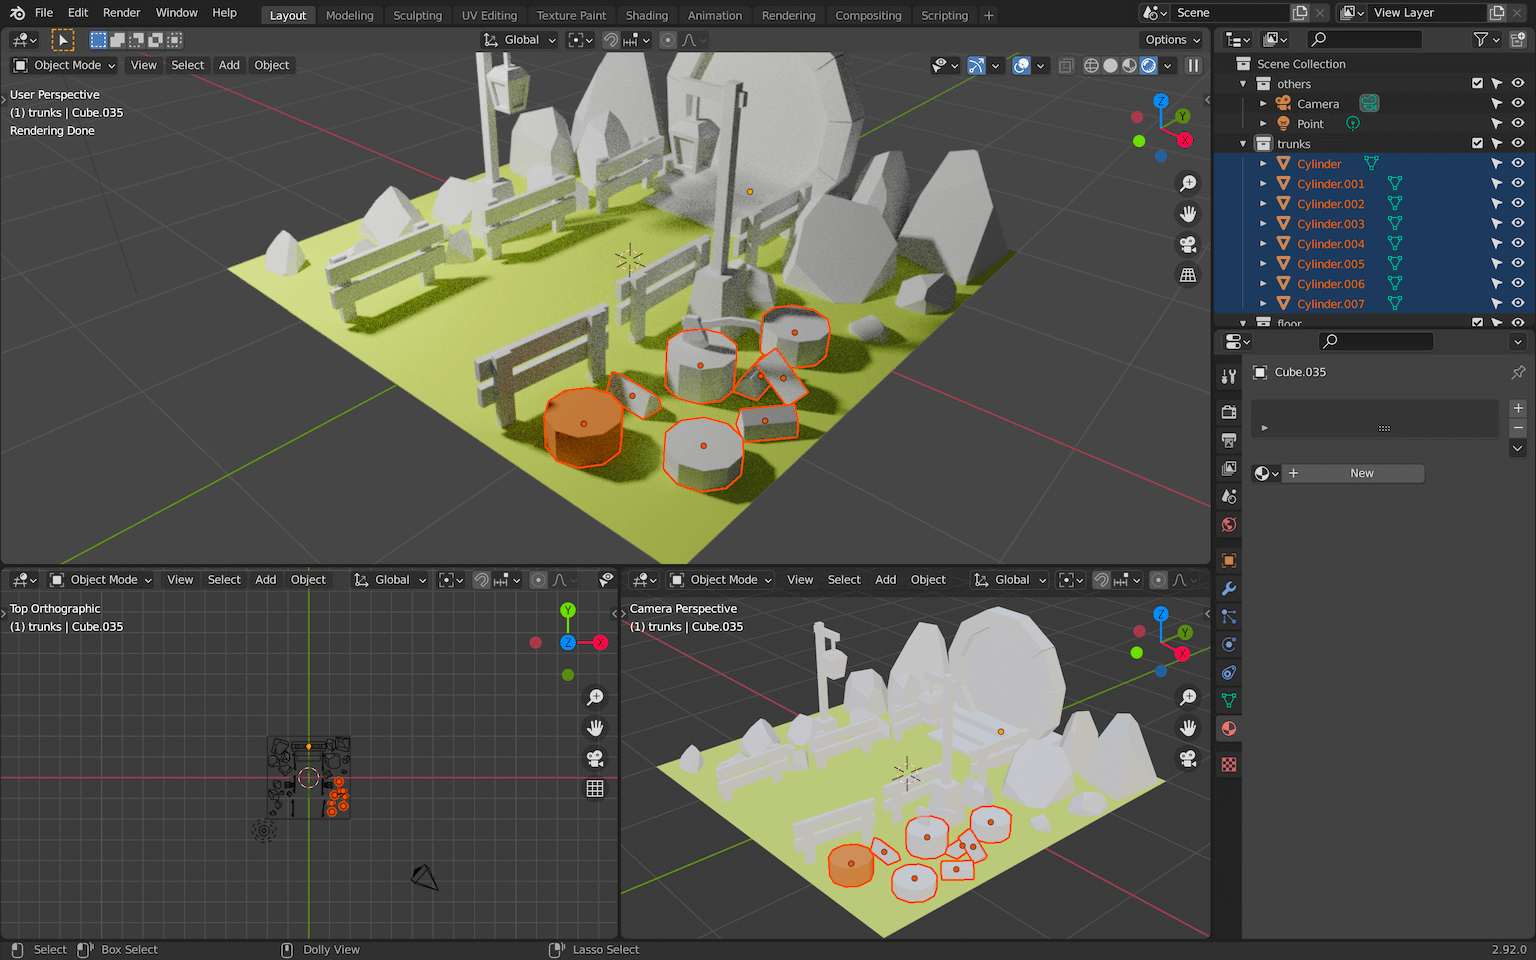 File Edit Render Window Help
Layout Modeling Sculpting UV Editing Texture Paint Shading Animation Rendering Compositing Scripting
Scene
View Layer
Global
Options
Object Mode View Select Add Object
User Perspective
(1) trunks | Cube.035
Rendering Done
Z
Y
X
Scene Collection
others
Camera
Point
trunks
Cylinder
Cylinder.001
Cylinder.002
Cylinder.003
Cylinder.004
Cylinder.005
Cylinder.006
Cylinder.007
floor
Cube.035
New
Object Mode View Select Add Object Global
Top Orthographic
(1) trunks | Cube.035
Y
Z X
Object Mode View Select Add Object Global
Camera Perspective
(1) trunks | Cube.035
Z
Y
X
Select Box Select Dolly View Lasso Select 2.92.0